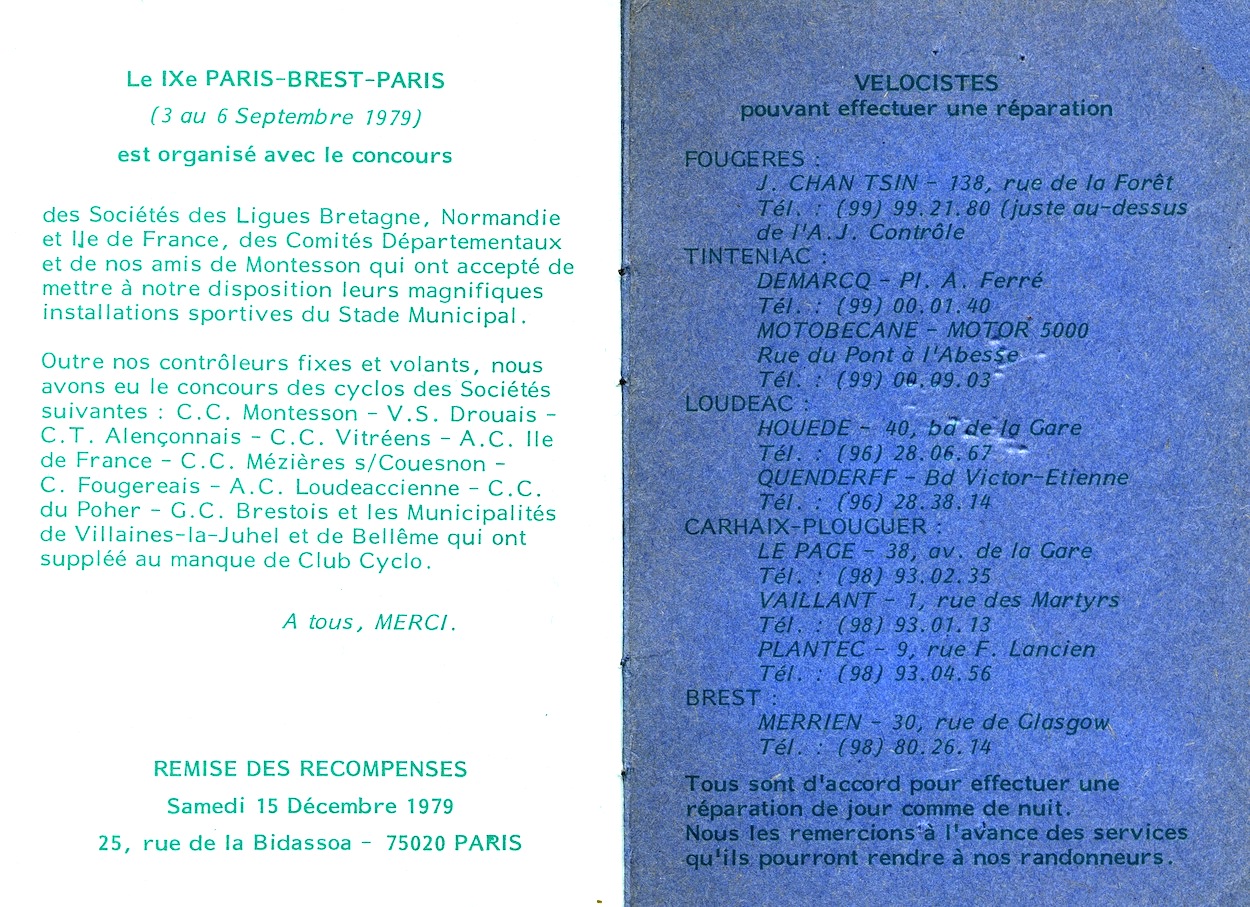 Le IXe PARIS-BREST-PARIS
(3 au 6 Septembre 1979)
est organisé avec le concours
des Sociétés des Ligues Bretagne, Normandie
et IJe de France, des Comités Départementaux
et de nos amis de Montesson qui ont accepté de
mettre à notre disposition leurs magnifiques
installations sportives du Stade Municipal.
Outre nos contrôleurs fixes et volants, nous
avons eu le concours des cyclos des Sociétés
suivantes : C.C. Montesson - V.S. Drouais -
C.T. Alençonnais - C.C. Vitréens - A.C. Ile
de France - C.C. Mézières s/Couesnon -
C. Fougereais - A.C. Loudeaccienne - C.C.
du Poher - G.C. Brestois et les Municipalités
de Villaines-la-Juhel et de Bellême qui ont
suppléé au manque de Club Cyclo.
A tous, MERCI.
REMISE DES RECOMPENSES
Samedi 15 Décembre 1979
25, rue de la Bidassoa - 75020 PARIS
VELOCISTES
pouvant effectuer une réparation
FOUGERES :
J. CHAN TSIN - 138, rue de la Forêt
Tél. : (99) 99.21.80 (juste au-dessus
de l'A.J. Contrôle
TINTENIAC :
DEMARCQ - Pl. A. Ferré
Tél. : (99) 00.01.40
MOTOBECANE - MOTOR 5000
Rue du Pont à l'Abesse
Tél. : (99) 00.09.03
LOUDEAC :
HOUEDE - 40, bd de la Gare
Tél. : (96) 28.06.67
QUENDERFF - Bd Victor-Etienne
Tél. : (96) 28.38.14
CARHAIX-PLOUGUER :
LE PAGE - 38, av. de la Gare
Tél. : (98) 93.02.35
VAILLANT - 1, rue des Martyrs
Tél. : (98) 93.01.13
PLANTEC - 9, rue F. Lancien
Tél. : (98) 93.04.56
BREST :
MERRIEN - 30, rue de Glasgow
Tél. : (98) 80.26.14
Tous sont d'accord pour effectuer une
réparation de jour comme de nuit.
Nous les remercions à l'avance des services
qu'ils pourront rendre à nos randonneurs.